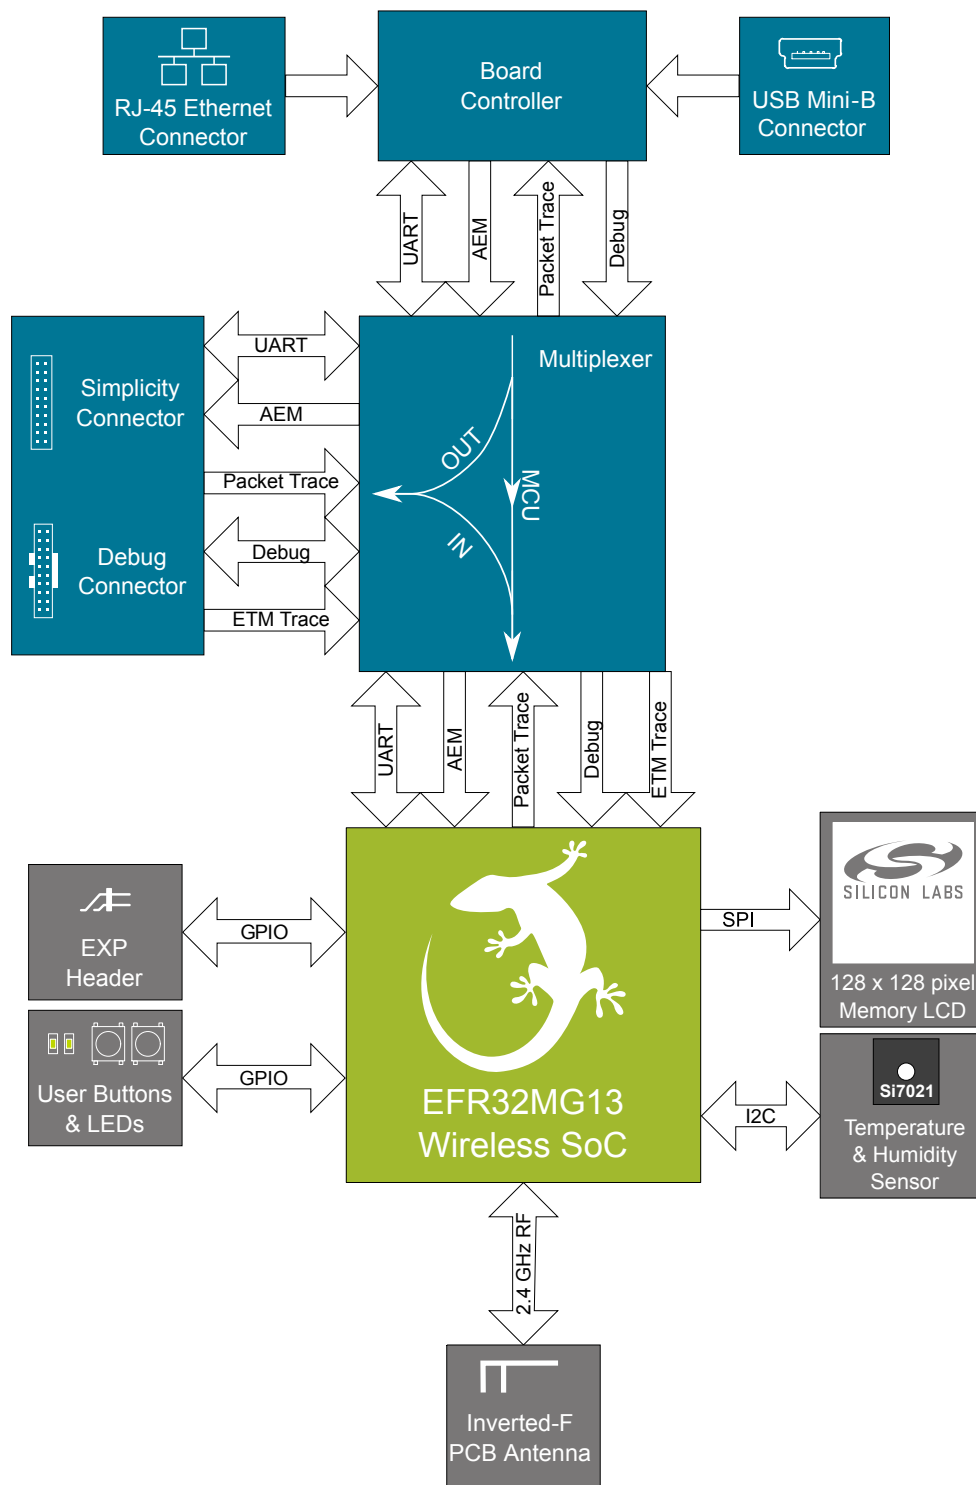 RJ-45 Ethernet
Connector
Board
Controller
USB Mini-B
Connector
UART
AEM
Packet Trace
Debug
Simplicity
Connector
Debug
Connector
UART
AEM
Packet Trace
Debug
ETM Trace
Multiplexer
OUT
MCU
IN
UART
AEM
Packet Trace
Debug
ETM Trace
EXP
Header
GPIO
User Buttons
& LEDs
GPIO
EFR32MG13
Wireless SoC
SPI
SILICON LABS
128 x 128 pixel
Memory LCD
I2C
Si7021
Temperature
& Humidity
Sensor
2.4 GHz RF
Inverted-F
PCB Antenna